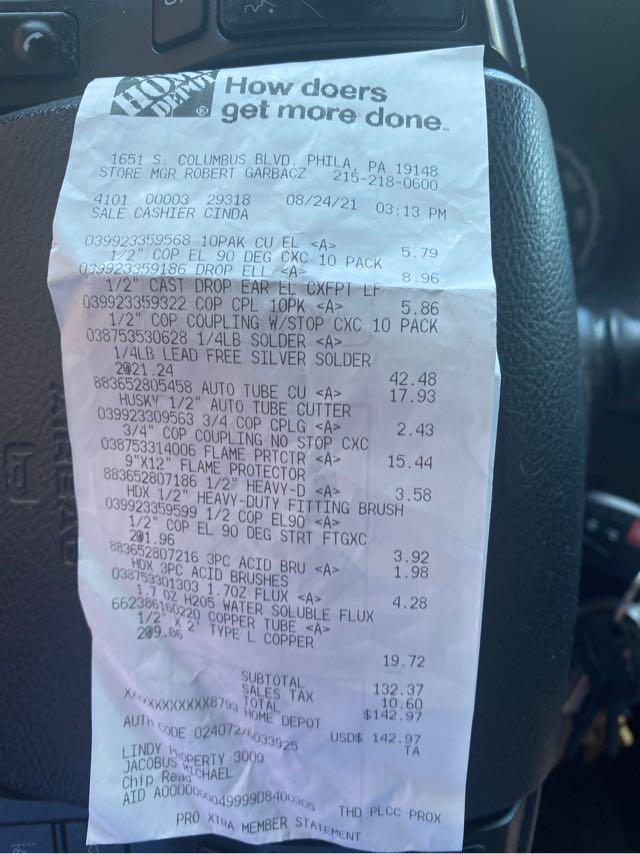 HOME DEPOT ®
How doers
get more done™
1651 S. COLUMBUS BLVD. PHILA, PA 19148
STORE MGR ROBERT GARBACZ 215-218-0600
4101 00003 29318 08/24/21 03:13 PM
SALE CASHIER CINDA
039923359568 10PAK CU EL <A> 5.79
1/2" COP EL 90 DEG CXC 10 PACK
039923359186 DROP ELL <A> 8.96
1/2" CAST DROP EAR EL CXFPT LF
039923359322 COP CPL 10PK <A> 5.86
1/2" COP COUPLING W/STOP CXC 10 PACK
038753530628 1/4LB SOLDER <A>
1/4LB LEAD FREE SILVER SOLDER
2@21.24 42.48
883652805458 AUTO TUBE CU <A> 17.93
HUSKY 1/2" AUTO TUBE CUTTER
039923309563 3/4 COP CPLG <A> 2.43
3/4" COP COUPLING NO STOP CXC
038753314006 FLAME PRTCTR <A> 15.44
9"X12" FLAME PROTECTOR
883652807186 1/2" HEAVY-D <A> 3.58
HDX 1/2" HEAVY-DUTY FITTING BRUSH
039923359599 1/2 COP EL90 <A>
1/2" COP EL 90 DEG STRT FTGXC
2@1.96 3.92
883652807216 3PC ACID BRU <A> 1.98
HDX 3PC ACID BRUSHES
038753301303 1.7OZ FLUX <A> 4.28
1.7 OZ H205 WATER SOLUBLE FLUX
662386160220 COPPER TUBE <A>
1/2" X 2' TYPE L COPPER
2@9.86 19.72
SUBTOTAL 132.37
SALES TAX 10.60
TOTAL $142.97
XXXXXXXXXXXX8793 HOME DEPOT
USD$ 142.97
AUTH CODE 024072/6033925 TA
LINDY PROPERTY 3000
JACOBUS MICHAEL
Chip Read
AID THD PLCC PROX
PRO XTRA MEMBER STATEMENT
AIRBAG